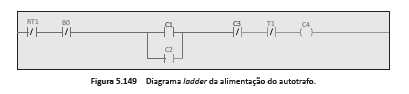 RT1 B0 C1 C3 T1 C4
C2
Figura 5.149 Diagrama ladder da alimentação do autotrafo.